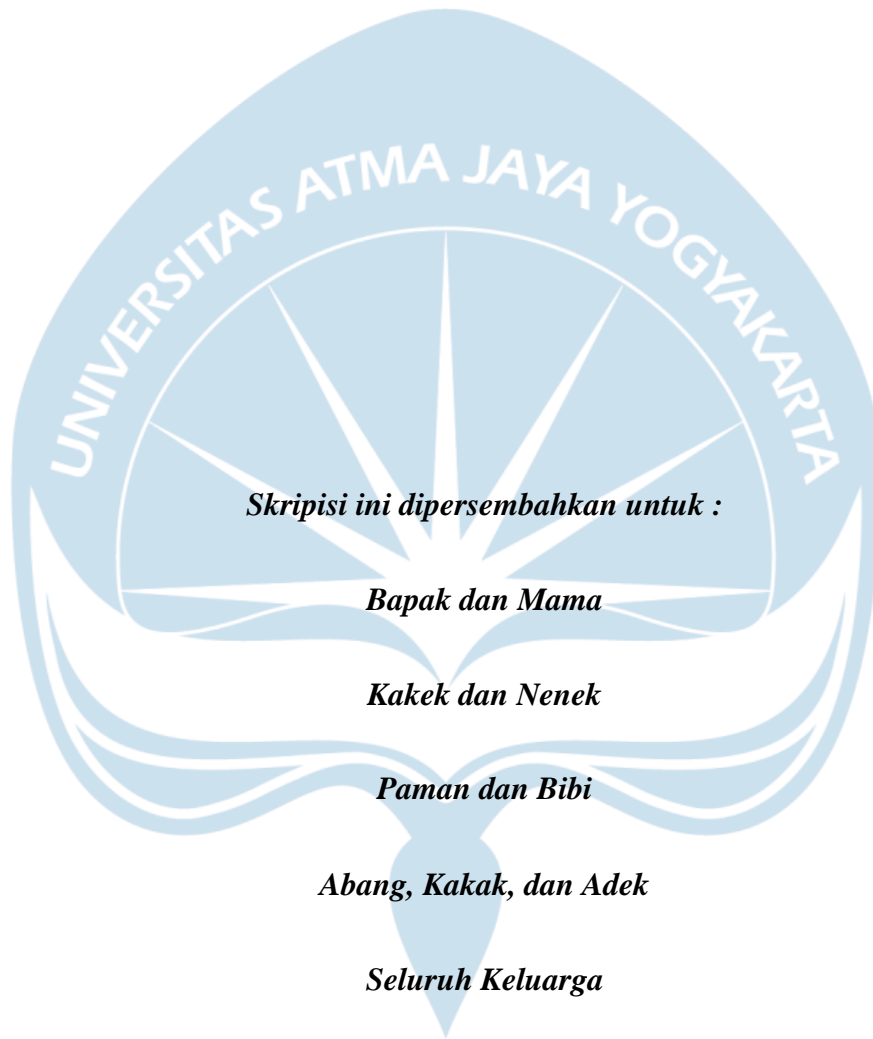 UNIVERSITAS ATMA JAYA YOGYAKARTA
Skripisi ini dipersembahkan untuk :
Bapak dan Mama
Kakek dan Nenek
Paman dan Bibi
Abang, Kakak, dan Adek
Seluruh Keluarga